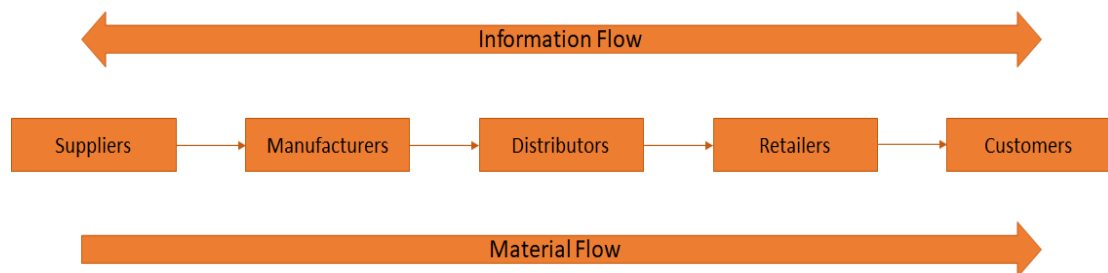 Information Flow
Suppliers
Manufacturers
Distributors
Retailers
Customers
Material Flow